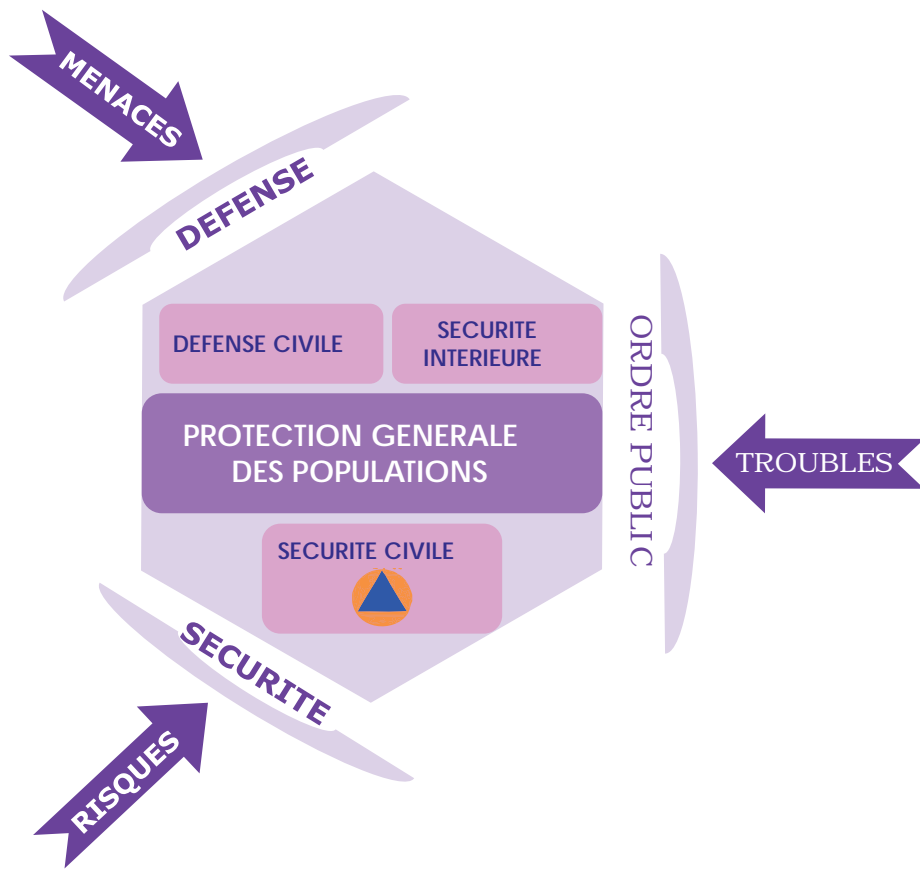 MENACES
DEFENSE
DEFENSE CIVILE
SECURITE
INTERIEURE
ORDRE PUBLIC
PROTECTION GENERALE
DES POPULATIONS
TROUBLES
SECURITE CIVILE
SECURITE
RISQUES